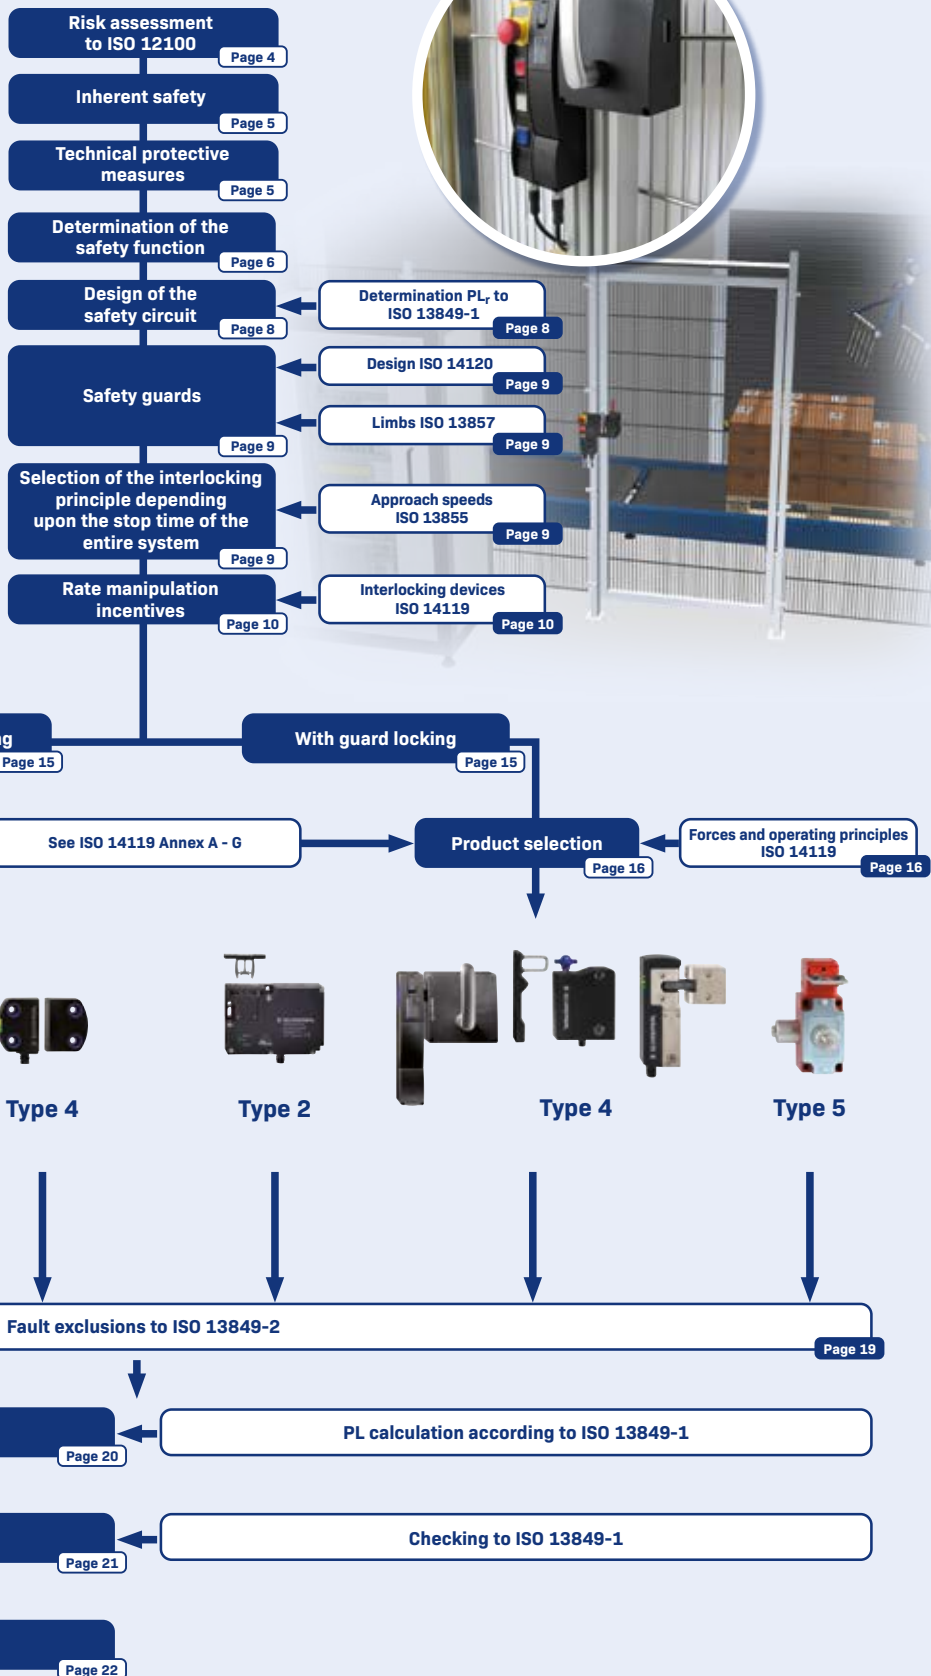 Risk assessment
to ISO 12100
Page 4
Inherent safety
Page 5
Technical protective
measures
Page 5
Determination of the
safety function
Page 6
Design of the
safety circuit
Page 8
Determination PLr to
ISO 13849-1
Page 8
Safety guards
Page 9
Design ISO 14120
Page 9
Limbs ISO 13857
Page 9
Selection of the interlocking
principle depending
upon the stop time of the
entire system
Page 9
Approach speeds
ISO 13855
Page 9
Rate manipulation
incentives
Page 10
Interlocking devices
ISO 14119
Page 10
g
Page 15
With guard locking
Page 15
See ISO 14119 Annex A - G
Product selection
Page 16
Forces and operating principles
ISO 14119
Page 16
Type 4
Type 2
Type 4
Type 5
Fault exclusions to ISO 13849-2
Page 19
Page 20
PL calculation according to ISO 13849-1
Page 21
Checking to ISO 13849-1
Page 22